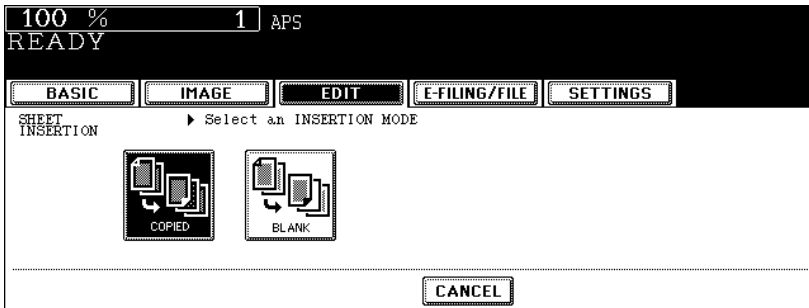 100 % 1 APS
READY
BASIC IMAGE EDIT E-FILING/FILE SETTINGS
SHEET ▶ Select an INSERTION MODE
INSERTION
COPIED BLANK
CANCEL